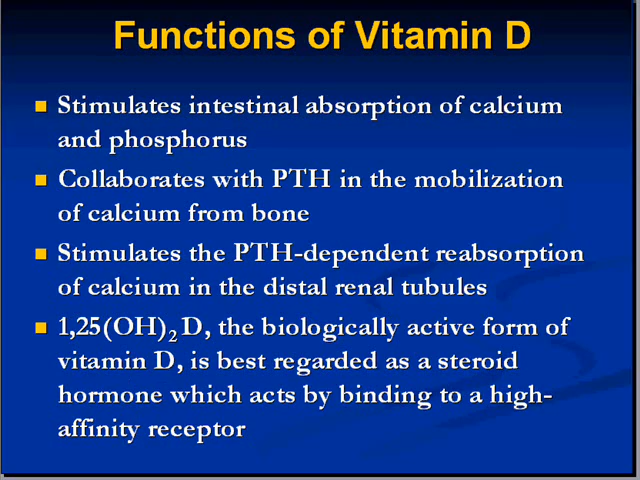 Functions of Vitamin D
Stimulates intestinal absorption of calcium
and phosphorus
Collaborates with PTH in the mobilization
of calcium from bone
Stimulates the PTH-dependent reabsorption
of calcium in the distal renal tubules
1,25(OH)₂ D, the biologically active form of
vitamin D, is best regarded as a steroid
hormone which acts by binding to a high-
affinity receptor